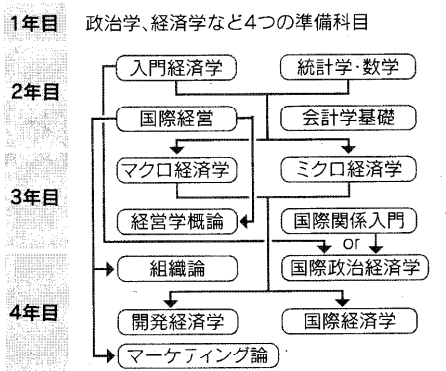 1年目 政治学、経済学など4つの準備科目
2年目
入門経済学 統計学・数学
国際経営 会計学基礎
マクロ経済学 ミクロ経済学
3年目
経営学概論 国際関係入門
or
組織論 国際政治経済学
4年目
開発経済学 国際経済学
マーケティング論